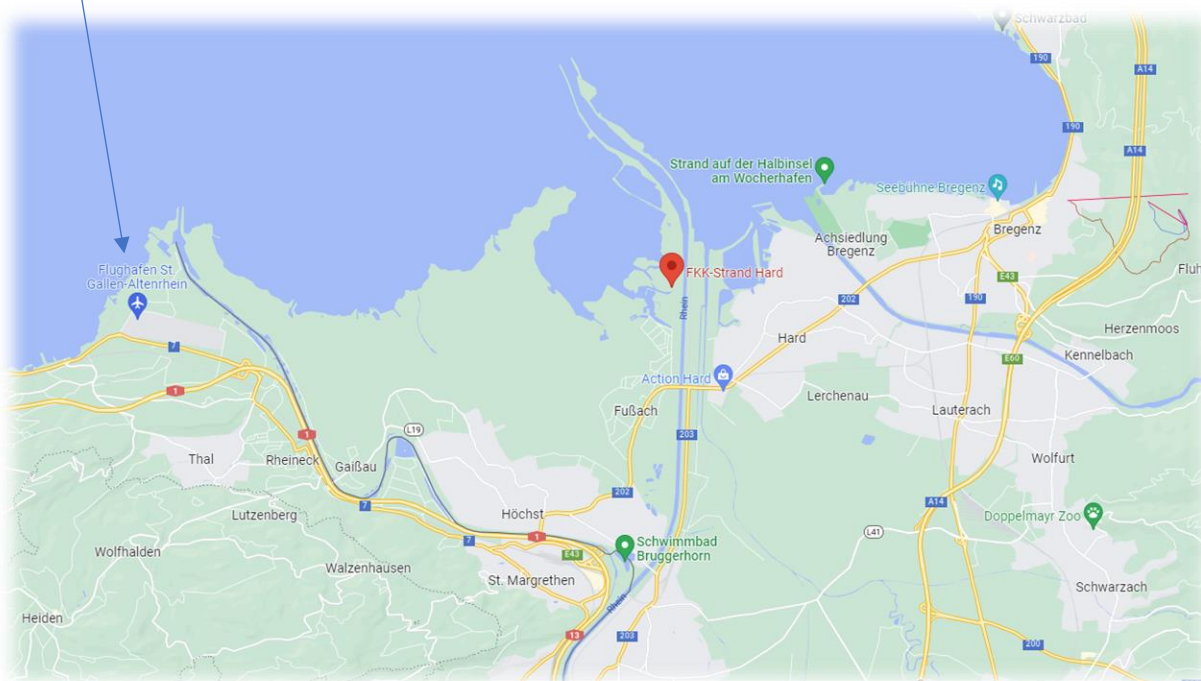 Schwarzbad
190
A14
190
A14
Strand auf der Halbinsel
am Wocherhafen
Seebühne Bregenz
Bregenz
Achsiedlung
Bregenz
Flughafen St.
Gallen-Altenrhein
FKK-Strand Hard
Rhein
E43
Fluh
202
190
Herzenmoos
7
Hard
Kennelbach
E60
1
Action Hard
Lerchenau
Fußach
Lauterach
L19
1
203
Thal
Rheineck
Gaißau
Wolfurt
202
7
A14
Lutzenberg
Höchst
Doppelmayr Zoo
L41
1
7
E43
Schwimmbad
Bruggerhorn
Wolfhalden
Walzenhausen
St. Margrethen
Schwarzach
Rhein
Heiden
13
203
200